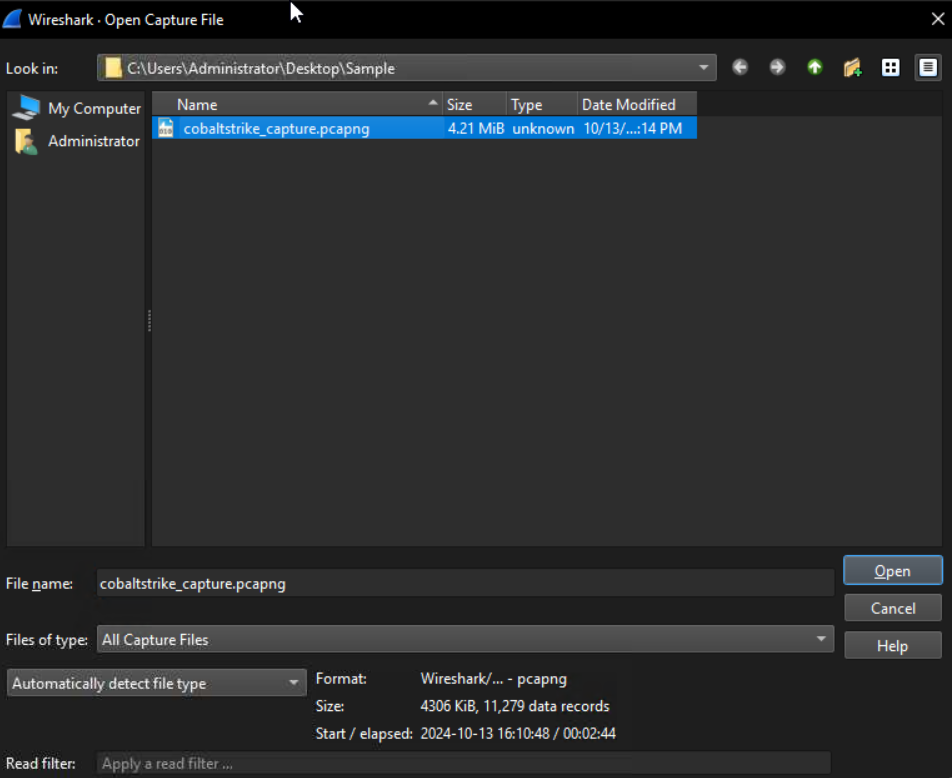 Wireshark · Open Capture File
Look in: C:\Users\Administrator\Desktop\Sample
My Computer
Administrator
Name Size Type Date Modified
cobaltstrike_capture.pcapng 4.21 MiB unknown 10/13/...:14 PM
File name: cobaltstrike_capture.pcapng
Open
Cancel
Files of type: All Capture Files
Help
Automatically detect file type
Format: Wireshark/... - pcapng
Size: 4306 KiB, 11,279 data records
Start / elapsed: 2024-10-13 16:10:48 / 00:02:44
Read filter: Apply a read filter ...